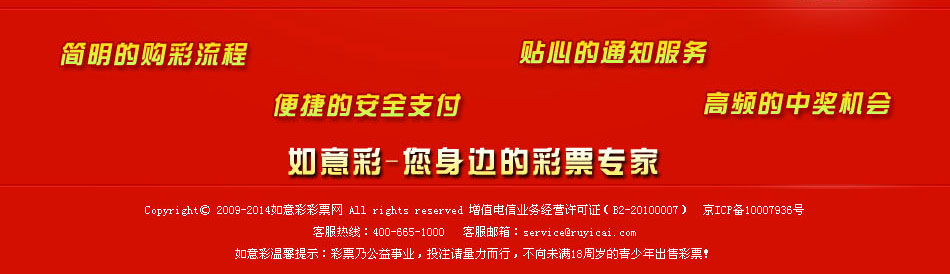 简明的购彩流程
贴心的通知服务
便捷的安全支付
高频的中奖机会
如意彩-您身边的彩票专家
Copyright© 2009-2014如意彩彩票网 All rights reserved 增值电信业务经营许可证(B2-20100007) 京ICP备10007936号
客服热线:400-665-1000 客服邮箱:service@ruyicai.com
如意彩温馨提示:彩票乃公益事业,投注请量力而行,不向未满18周岁的青少年出售彩票!